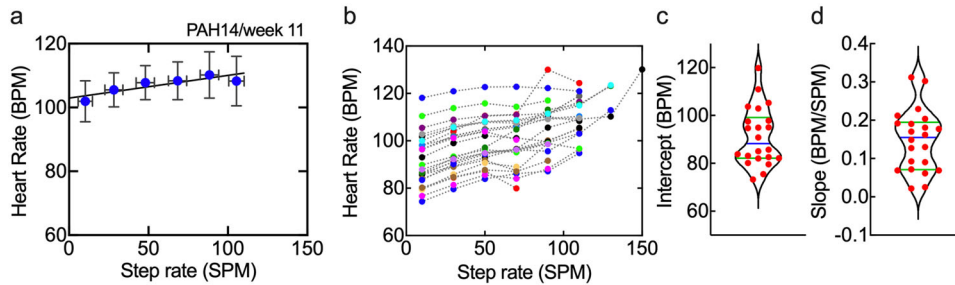 a
PAH14/week 11
Heart Rate (BPM)
120
100
80
60
0
50
100
150
Step rate (SPM)
b
Heart Rate (BPM)
140
120
100
80
60
0
50
100
150
Step rate (SPM)
c
Intercept (BPM)
120
100
80
60
d
Slope (BPM/SPM)
0.4
0.3
0.2
0.1
0.0
-0.1